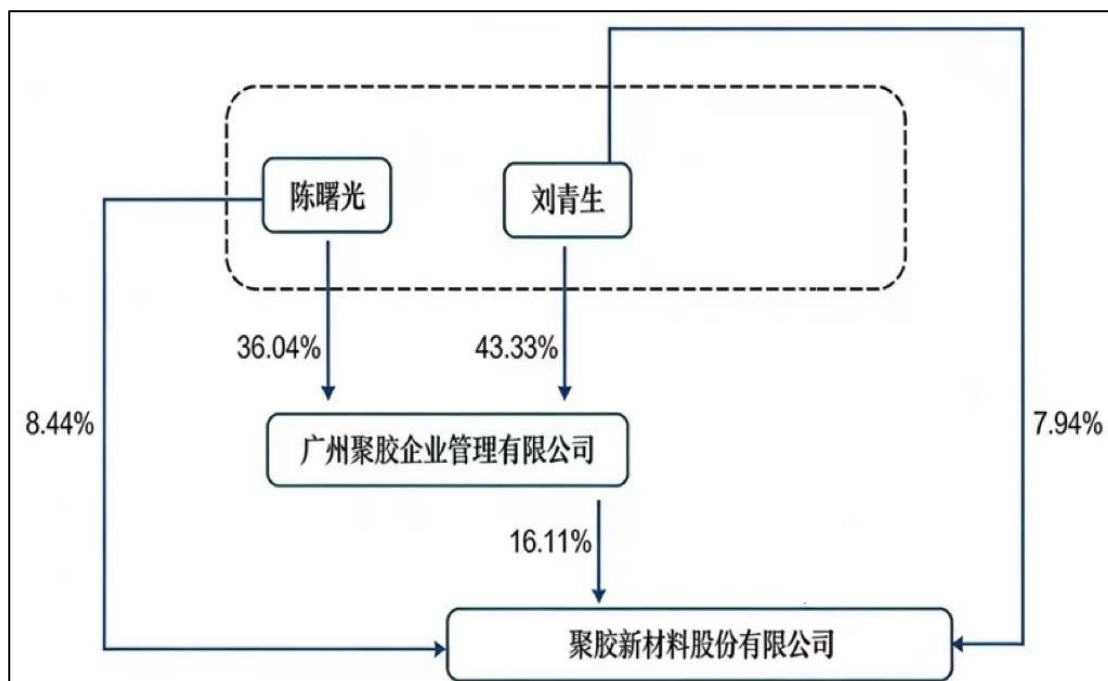 陈曙光
刘青生
36.04%
43.33%
8.44%
7.94%
广州聚胶企业管理有限公司
16.11%
聚胶新材料股份有限公司